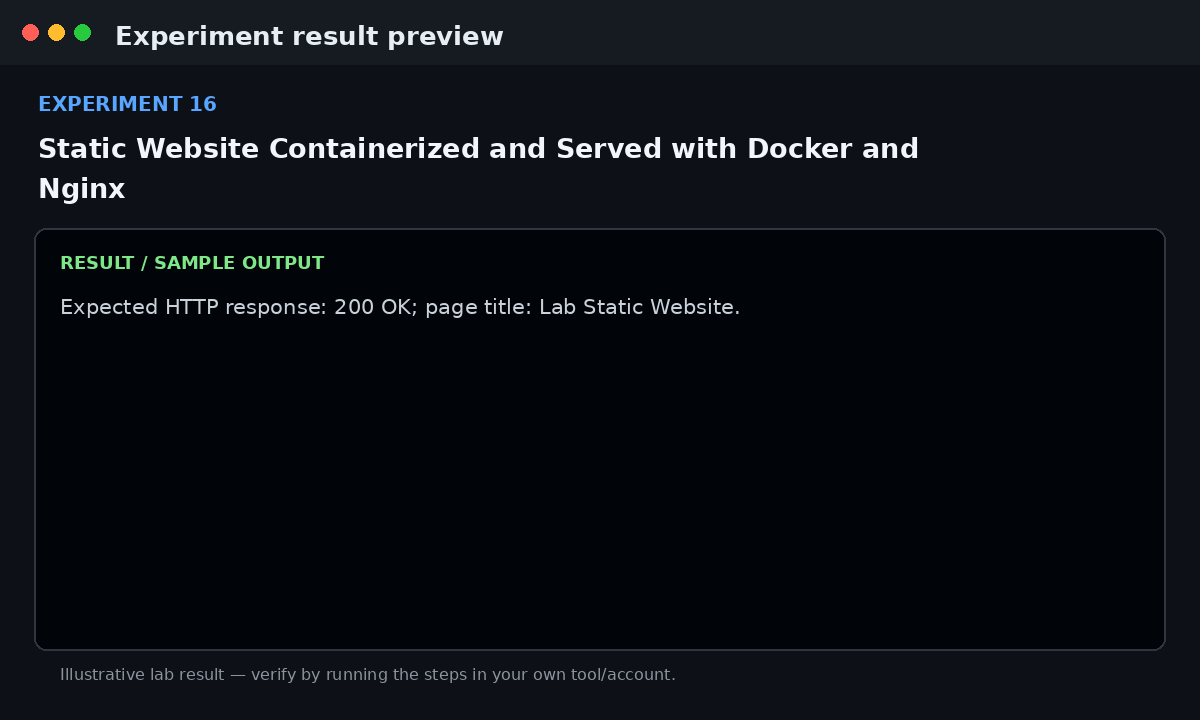 Experiment result preview
EXPERIMENT 16
Static Website Containerized and Served with Docker and
Nginx
RESULT / SAMPLE OUTPUT
Expected HTTP response: 200 OK; page title: Lab Static Website.
Illustrative lab result — verify by running the steps in your own tool/account.